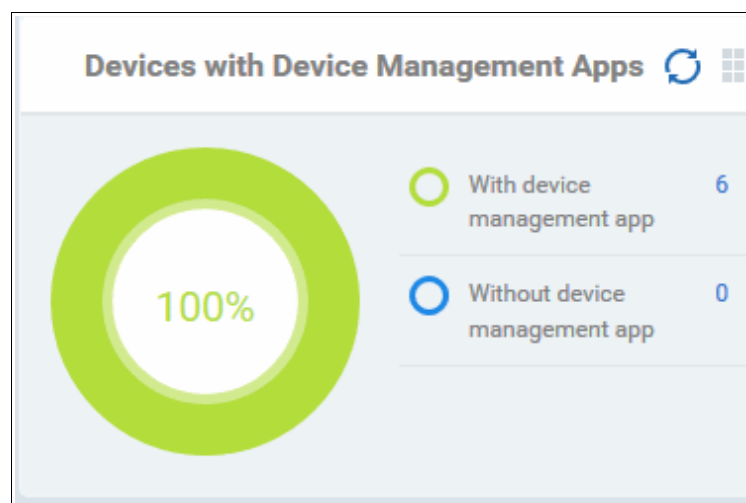 Devices with Device Management Apps
100%
With device 6
management app
Without device 0
management app